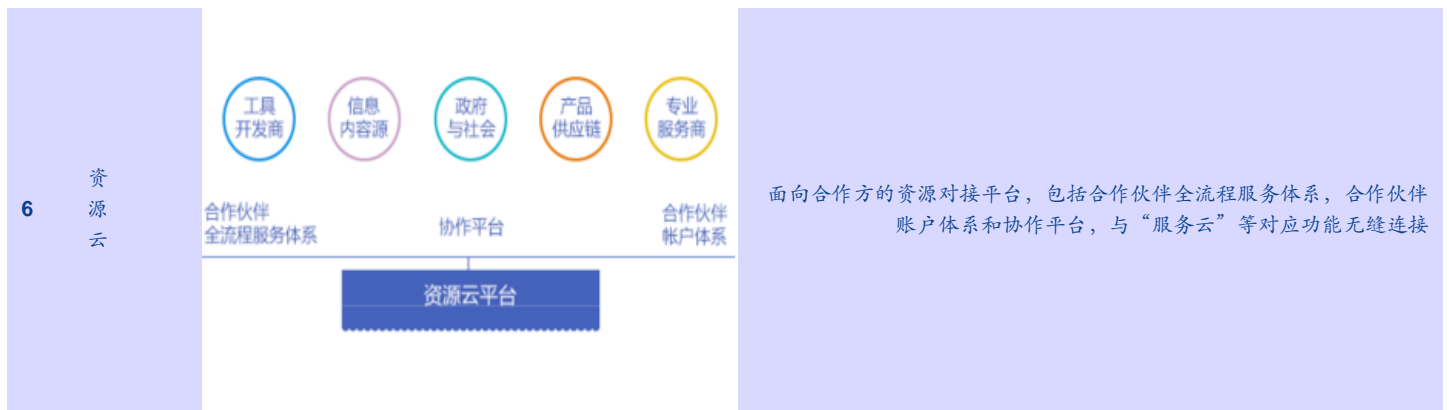 6
资
源
云
工具
开发商
信息
内容源
政府
与社会
产品
供应链
专业
服务商
合作伙伴
全流程服务体系
协作平台
合作伙伴
帐户体系
资源云平台
面向合作方的资源对接平台，包括合作伙伴全流程服务体系，合作伙伴
账户体系和协作平台，与“服务云”等对应功能无缝连接